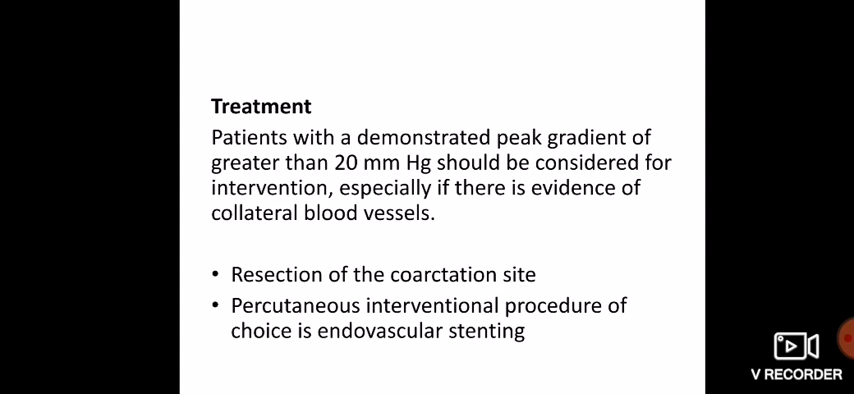 Treatment
Patients with a demonstrated peak gradient of
greater than 20 mm Hg should be considered for
intervention, especially if there is evidence of
collateral blood vessels.
• Resection of the coarctation site
• Percutaneous interventional procedure of
choice is endovascular stenting
V RECORDER